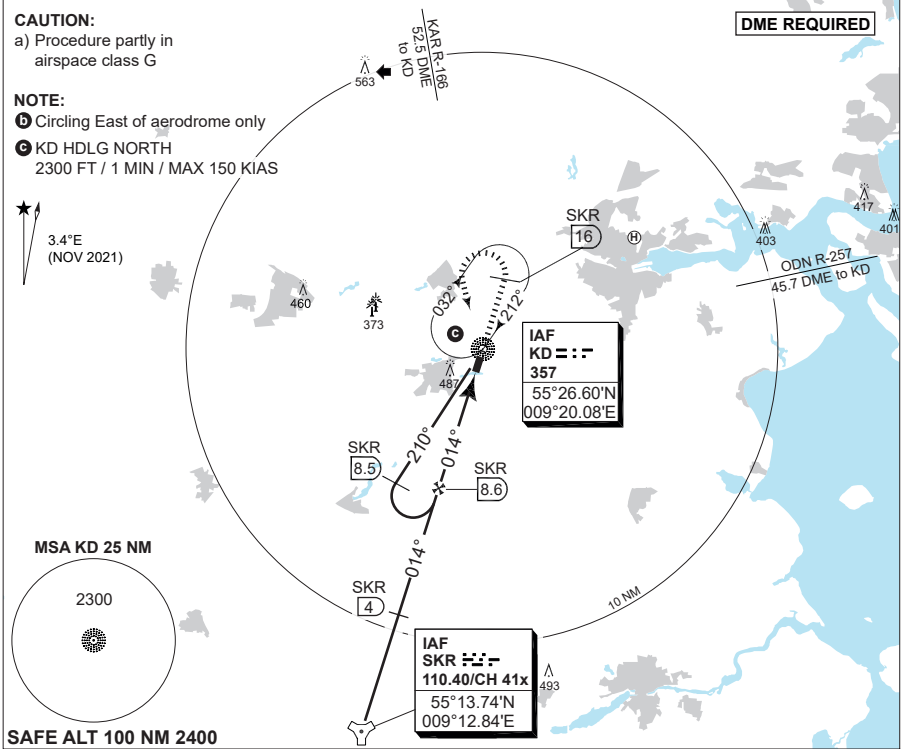 CAUTION:
a) Procedure partly in
airspace class G
NOTE:
b Circling East of aerodrome only
c KD HDLG NORTH
2300 FT / 1 MIN / MAX 150 KIAS
3.4°E
(NOV 2021)
DME REQUIRED
KAR R-166
52.5 DME
to KD
563
417
401
403
SKR
16
H
ODN R-257
45.7 DME to KD
460
373
032°
212°
c
487
IAF
KD
357
55°26.60'N
009°20.08'E
210°
014°
SKR
8.5
SKR
8.6
014°
SKR
4
10 NM
MSA KD 25 NM
2300
SAFE ALT 100 NM 2400
IAF
SKR
110.40/CH 41x
55°13.74'N
009°12.84'E
493